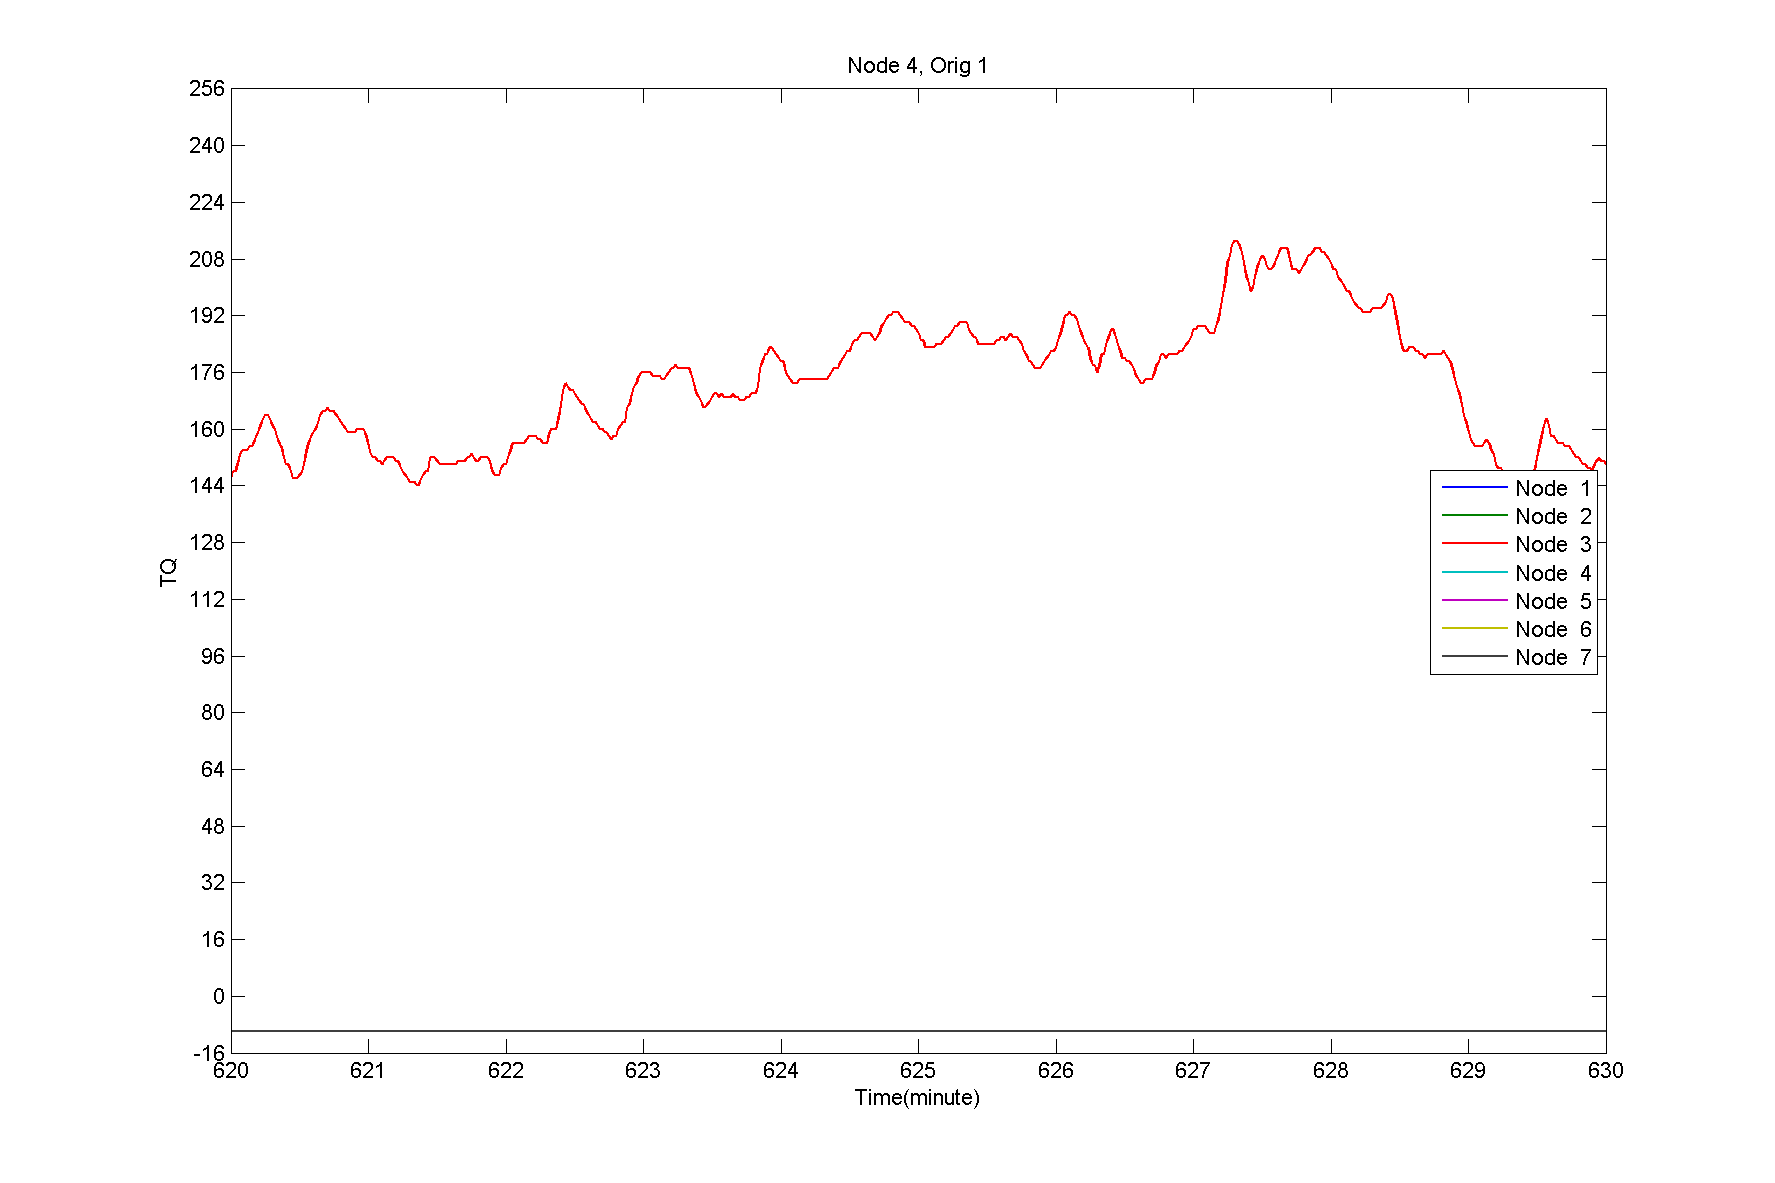 Node 4, Orig 1
256
240
224
208
192
176
160
144
128
112
96
80
64
48
32
16
0
-16
TQ
Node 1
Node 2
Node 3
Node 4
Node 5
Node 6
Node 7
620 621 622 623 624 625 626 627 628 629 630
Time(minute)